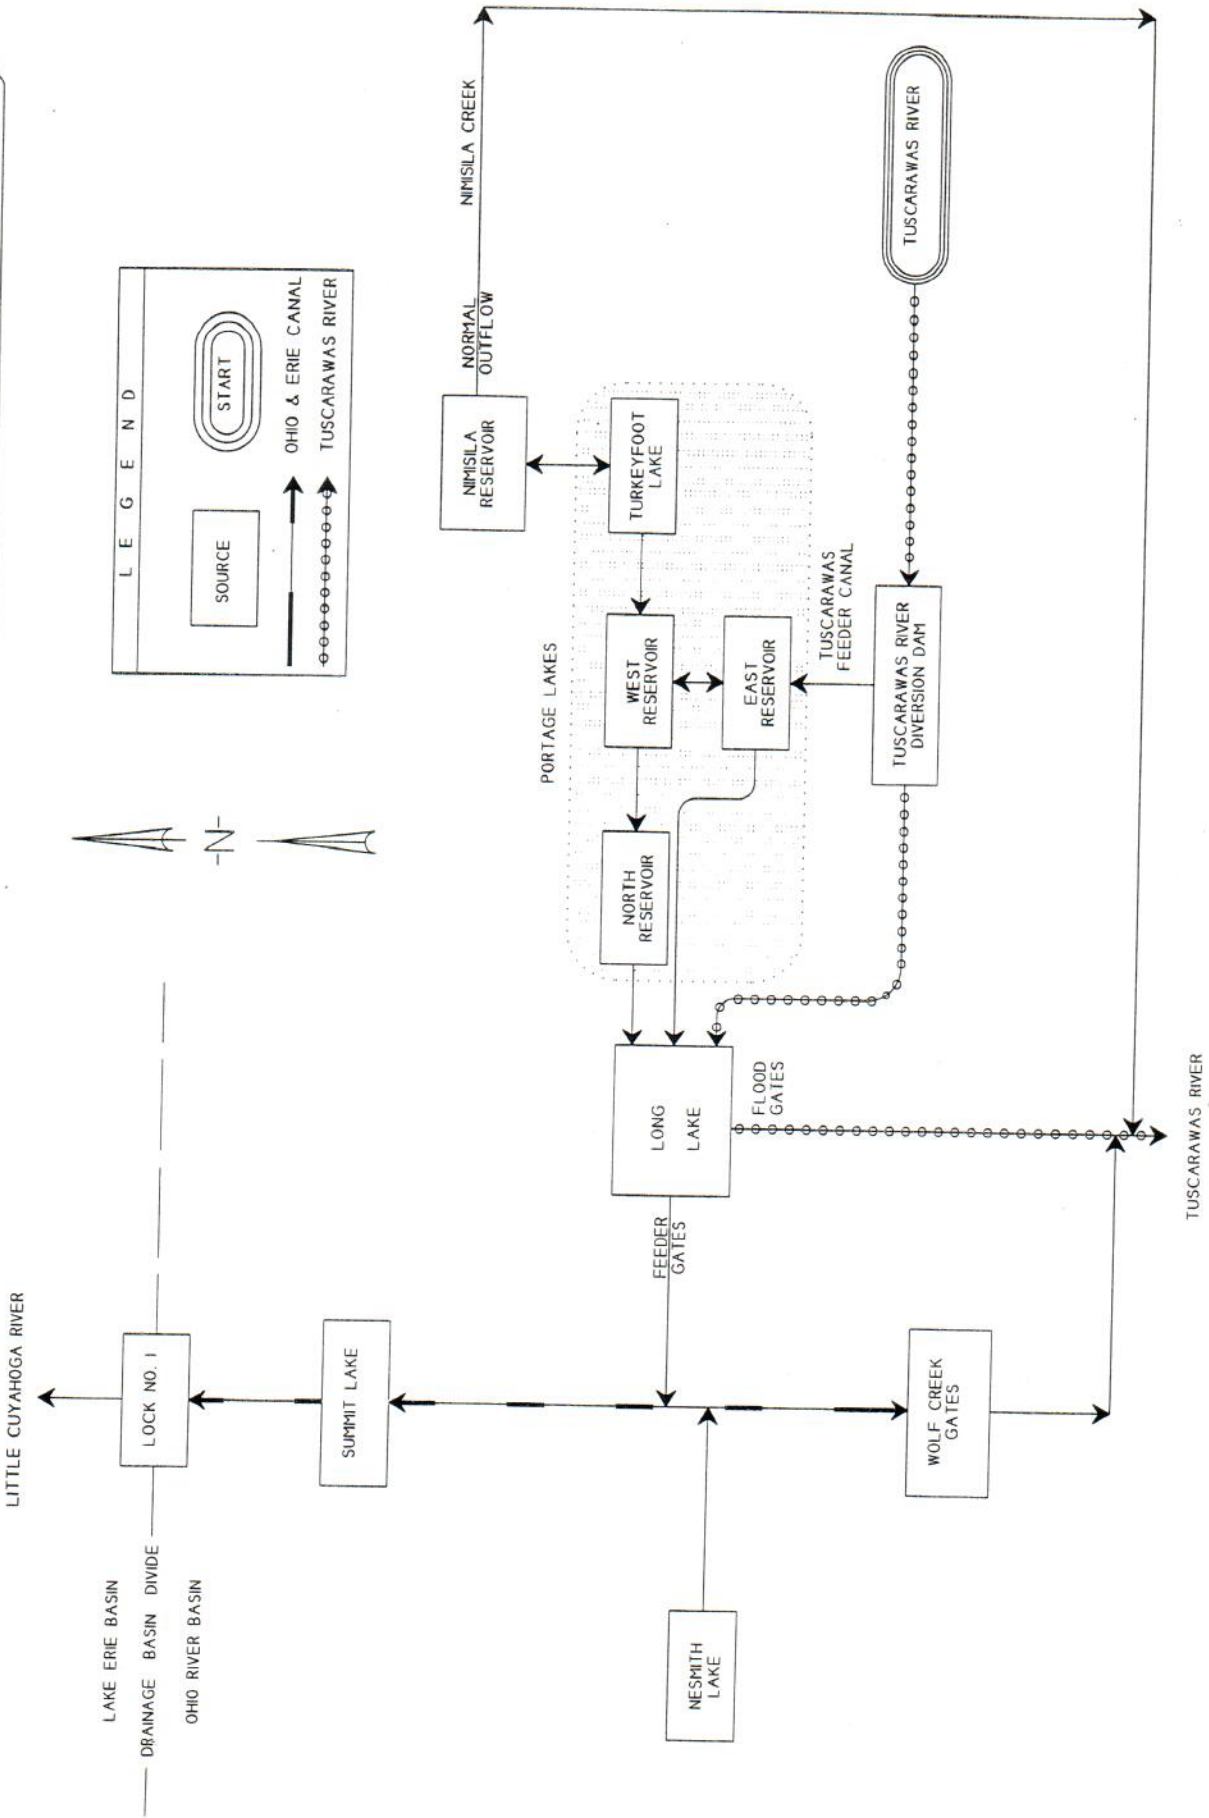 LITTLE CUYAHOGA RIVER
LAKE ERIE BASIN
DRAINAGE BASIN DIVIDE
OHIO RIVER BASIN
LOCK NO. 1
SUMMIT LAKE
NESMITH
LAKE
WOLF CREEK
GATES
FEEDER
GATES
LONG
LAKE
FLOOD
GATES
TUSCARAWAS RIVER
-N-
PORTAGE LAKES
NORTH
RESERVOIR
WEST
RESERVOIR
EAST
RESERVOIR
TURKEYFOOT
LAKE
TUSCARAWAS
FEEDER CANAL
TUSCARAWAS RIVER
DIVERSION DAM
NIMISILA
RESERVOIR
NORMAL
OUTFLOW
NIMISILA CREEK
TUSCARAWAS RIVER
LEGEND
SOURCE
START
OHIO & ERIE CANAL
TUSCARAWAS RIVER